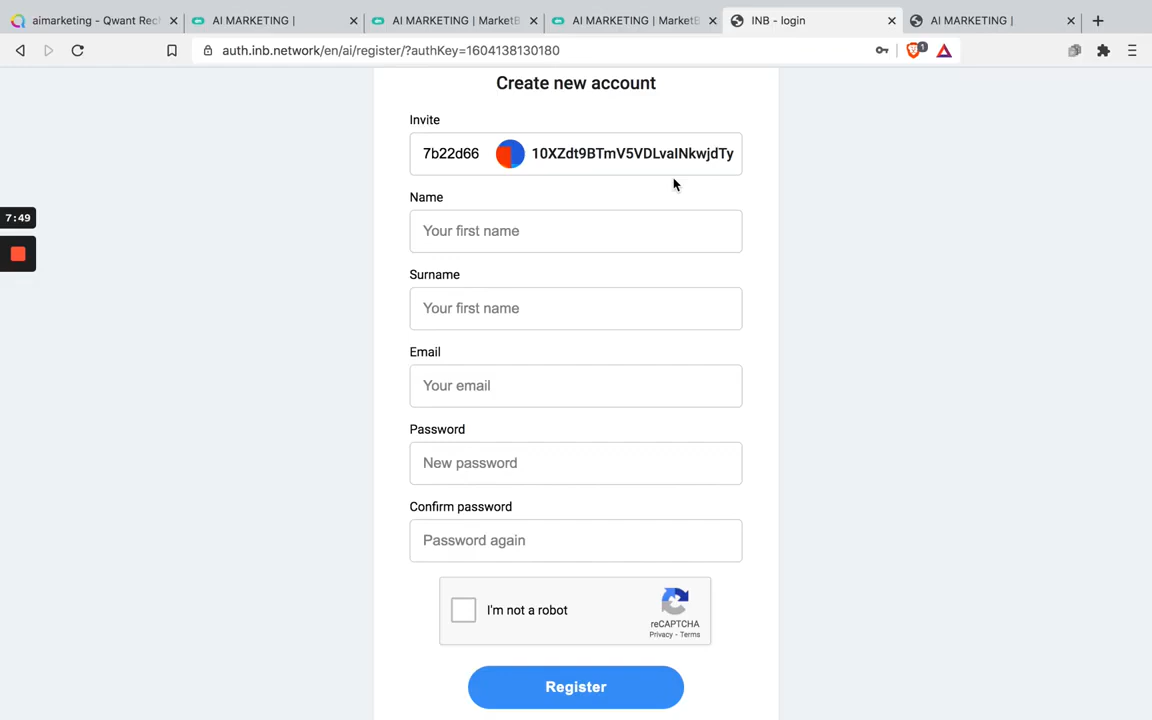 aimarketing - Qwant Rec
AI MARKETING |
AI MARKETING | MarketB
AI MARKETING | MarketB
INB - login
AI MARKETING |
auth.inb.network/en/ai/register/?authKey=1604138130180
1
Create new account
Invite
7b22d66 10XZdt9BTmV5VDLvaINkwjdTy
7:49
Name
Your first name
Surname
Your first name
Email
Your email
Password
New password
Confirm password
Password again
I'm not a robot
reCAPTCHA
Privacy - Terms
Register